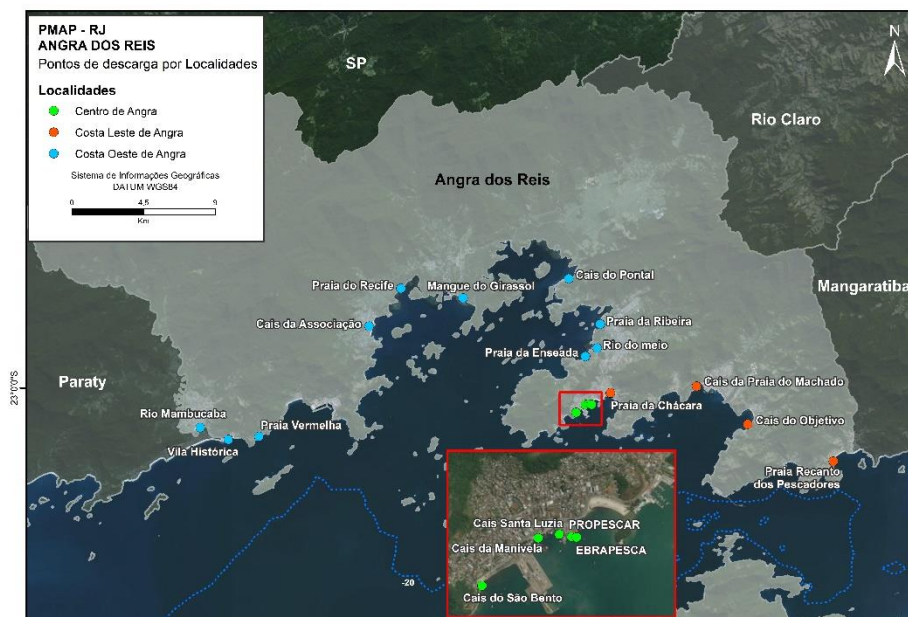 PMAP - RJ
ANGRA DOS REIS
Pontos de descarga por Localidades
Localidades
Centro de Angra
Costa Leste de Angra
Costa Oeste de Angra
Sistema de Informações Geográficas
DATUM WGS84
0 4,5 9
Km
SP
N
Rio Claro
Angra dos Reis
Mangaratiba
Praia do Recife
Mangue do Girassol
Cais do Pontal
Cais da Associação
Praia da Ribeira
Rio do meio
Praia da Enseada
23°0'0"S
Paraty
Cais da Praia do Machado
Praia da Chácara
Cais do Objetivo
Rio Mambucaba
Praia Vermelha
Vila Histórica
Praia Recanto
dos Pescadores
Cais Santa Luzia
PROPESCAR
Cais da Manivela
EBRAPESCA
Cais do São Bento
-20